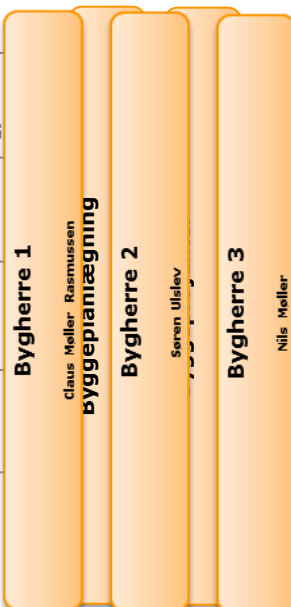 Bygherre 1
Claus Møller Rasmussen
Byggeplanlægning
Bygherre 2
Søren Ulslev
Bygherre 3
Nils Møller